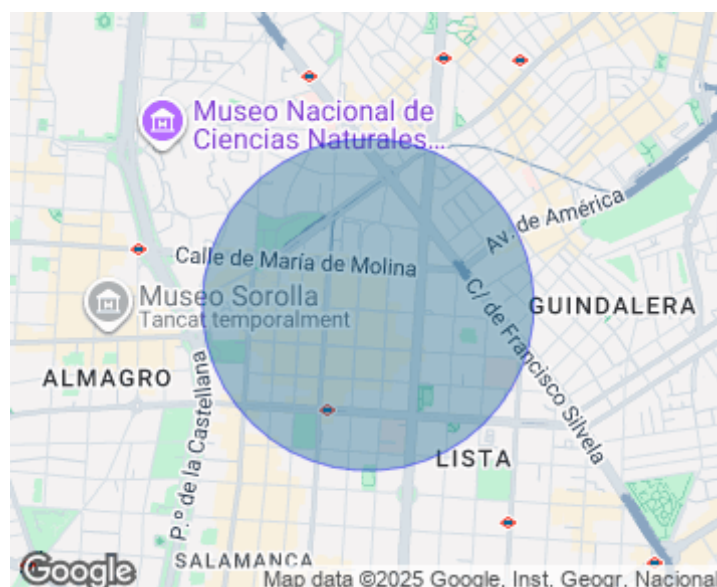 Museo Nacional de
Ciencias Naturales...
Av. de América
Calle de María de Molina
Museo Sorolla
Tancat temporalment
GUINDALERA
C/ de Francisco Silvela
ALMAGRO
P.º de la Castellana
LISTA
SALAMANCA
Google
Map data ©2025 Google, Inst. Geogr. Nacional